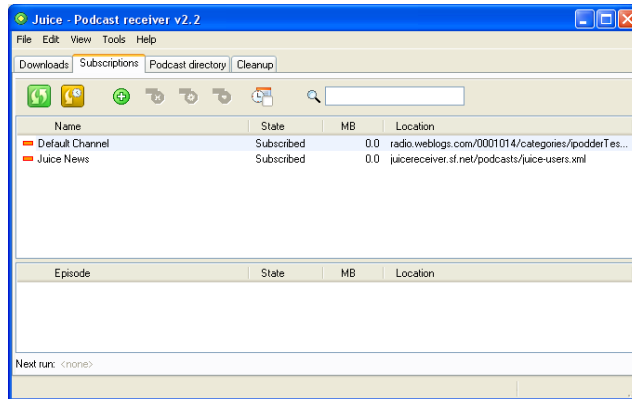 Juice - Podcast receiver v2.2
File Edit View Tools Help
Downloads Subscriptions Podcast directory Cleanup
Name State MB Location
Default Channel Subscribed 0.0 radio.weblogs.com/0001014/categories/ipodderTes...
Juice News Subscribed 0.0 juicereceiver.sf.net/podcasts/juice-users.xml
Episode State MB Location
Next run: <none>